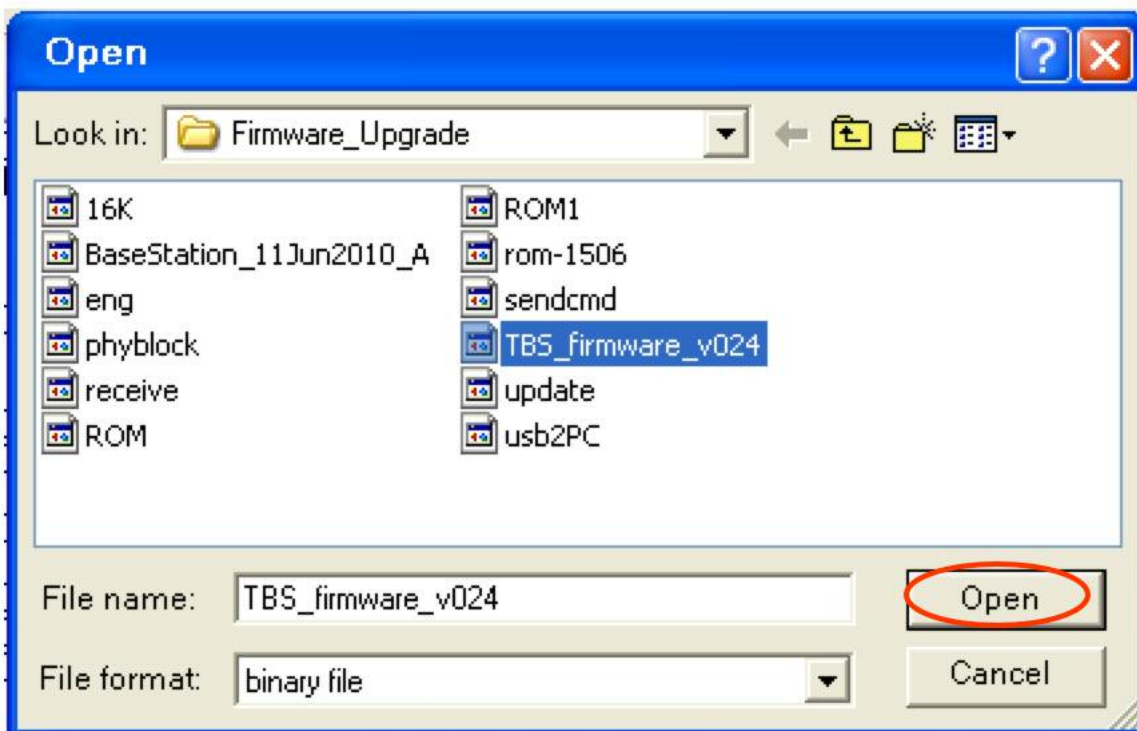 Open
Look in: Firmware_Upgrade
16K
BaseStation_11Jun2010_A
eng
phyblock
receive
ROM
ROM1
rom-1506
sendcmd
TBS_firmware_v024
update
usb2PC
File name: TBS_firmware_v024 Open
File format: binary file Cancel